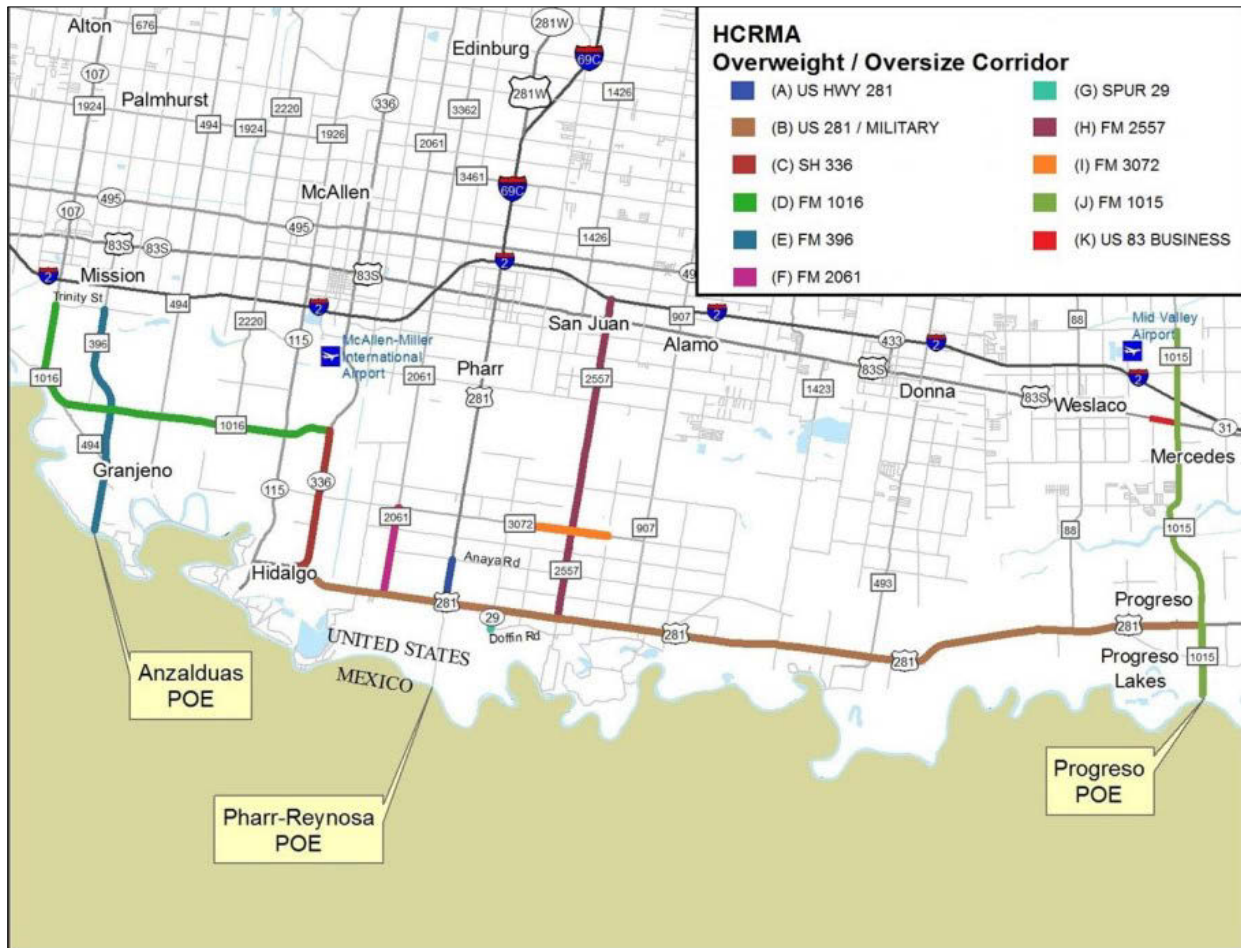 HCRMA
Overweight / Oversize Corridor
(A) US HWY 281
(B) US 281 / MILITARY
(C) SH 336
(D) FM 1016
(E) FM 396
(F) FM 2061
(G) SPUR 29
(H) FM 2557
(I) FM 3072
(J) FM 1015
(K) US 83 BUSINESS
Alton
676
281W
Edinburg
69C
107
281W
1426
1924
Palmhurst
2220
336
3362
494
1924
1926
2061
3461
69C
McAllen
107
495
495
1426
83S
83S
2
83S
49
2
Mission
Trinity St
494
2
San Juan
907
2
88
Mid Valley
Airport
396
2220
115
McAllen-Miller
International
Airport
Alamo
433
2
1015
1016
2061
Pharr
281
2557
1423
83S
Donna
83S
2
Weslaco
31
1016
494
Granjeno
Mercedes
115
336
2061
3072
907
88
1015
Hidalgo
Anaya Rd
2557
493
281
29
Doffin Rd
281
281
281
Progreso
Progreso
Lakes
1015
UNITED STATES
MEXICO
Anzalduas
POE
Pharr-Reynosa
POE
Progreso
POE